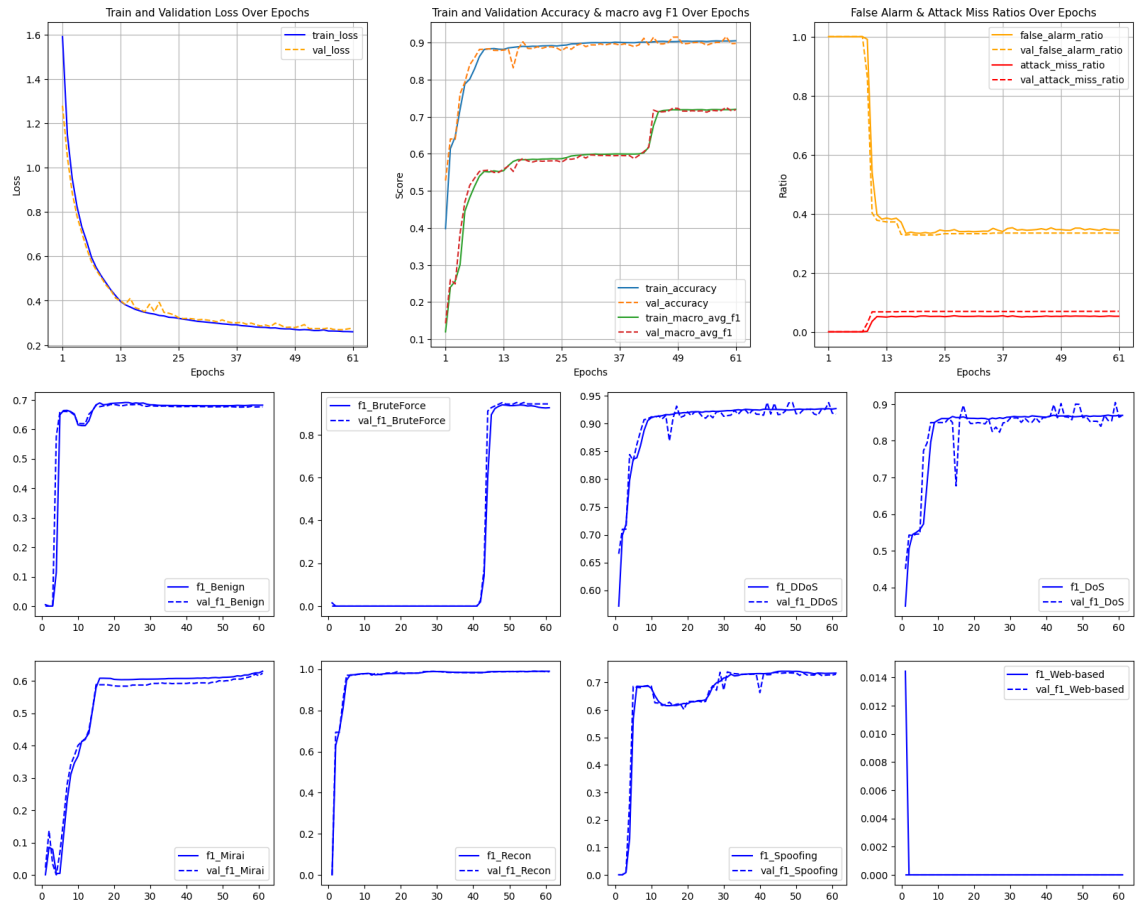 Train and Validation Loss Over Epochs
1.6
1.4
1.2
1.0
0.8
0.6
0.4
0.2
Loss
train_loss
val_loss
1 13 25 37 49 61
Epochs
Train and Validation Accuracy & macro avg F1 Over Epochs
0.9
0.8
0.7
0.6
0.5
0.4
0.3
0.2
0.1
Score
train_accuracy
val_accuracy
train_macro_avg_f1
val_macro_avg_f1
1 13 25 37 49 61
Epochs
False Alarm & Attack Miss Ratios Over Epochs
1.0
0.8
0.6
0.4
0.2
0.0
Ratio
false_alarm_ratio
val_false_alarm_ratio
attack_miss_ratio
val_attack_miss_ratio
1 13 25 37 49 61
Epochs
0.7
0.6
0.5
0.4
0.3
0.2
0.1
0.0
f1_Benign
val_f1_Benign
0 10 20 30 40 50 60
0.8
0.6
0.4
0.2
0.0
f1_BruteForce
val_f1_BruteForce
0 10 20 30 40 50 60
0.95
0.90
0.85
0.80
0.75
0.70
0.65
0.60
f1_DDoS
val_f1_DDoS
0 10 20 30 40 50 60
0.9
0.8
0.7
0.6
0.5
0.4
f1_DoS
val_f1_DoS
0 10 20 30 40 50 60
0.6
0.5
0.4
0.3
0.2
0.1
0.0
f1_Mirai
val_f1_Mirai
0 10 20 30 40 50 60
1.0
0.8
0.6
0.4
0.2
0.0
f1_Recon
val_f1_Recon
0 10 20 30 40 50 60
0.7
0.6
0.5
0.4
0.3
0.2
0.1
0.0
f1_Spoofing
val_f1_Spoofing
0 10 20 30 40 50 60
0.014
0.012
0.010
0.008
0.006
0.004
0.002
0.000
f1_Web-based
val_f1_Web-based
0 10 20 30 40 50 60